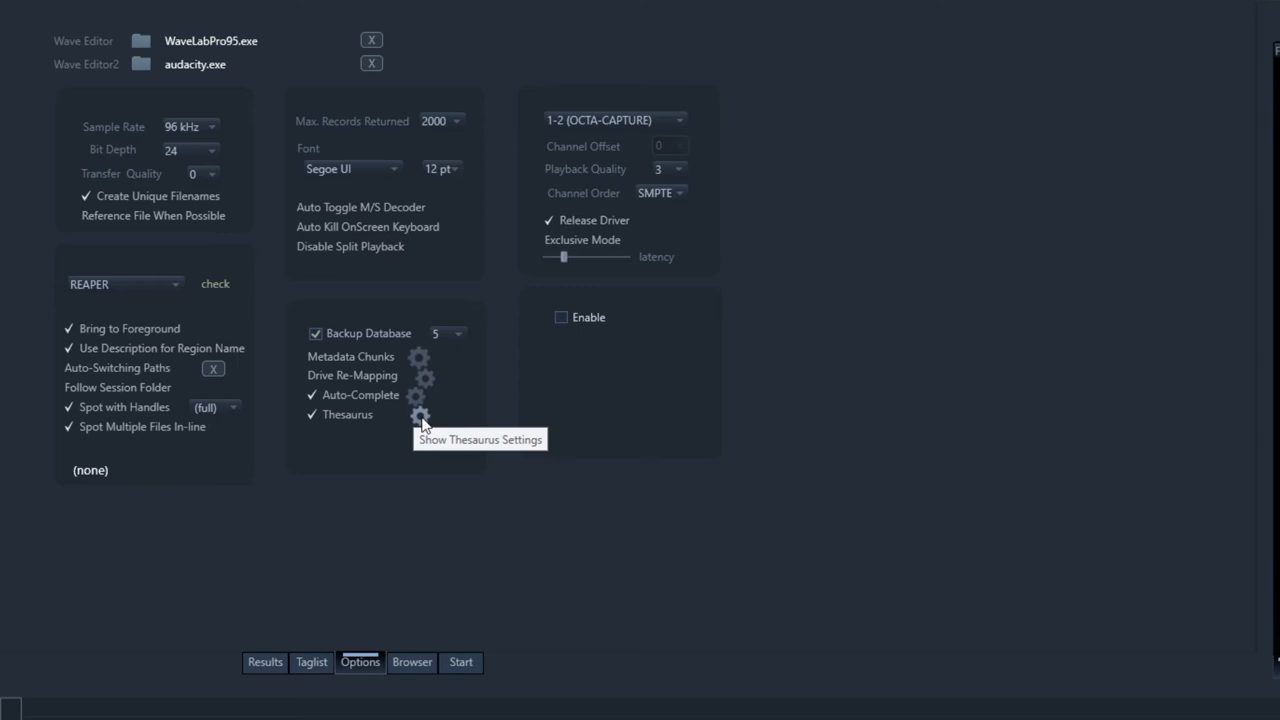 Wave Editor WaveLabPro95.exe X
Wave Editor2 audacity.exe X
Sample Rate 96 kHz
Bit Depth 24
Transfer Quality 0
Create Unique Filenames
Reference File When Possible
Max. Records Returned 2000
Font
Segoe UI 12 pt
Auto Toggle M/S Decoder
Auto Kill OnScreen Keyboard
Disable Split Playback
1-2 (OCTA-CAPTURE)
Channel Offset 0
Playback Quality 3
Channel Order SMPTE
Release Driver
Exclusive Mode
latency
REAPER check
Bring to Foreground
Use Description for Region Name
Auto-Switching Paths X
Follow Session Folder
Spot with Handles (full)
Spot Multiple Files In-line
(none)
Backup Database 5
Metadata Chunks
Drive Re-Mapping
Auto-Complete
Thesaurus
Show Thesaurus Settings
Enable
Results Taglist Options Browser Start